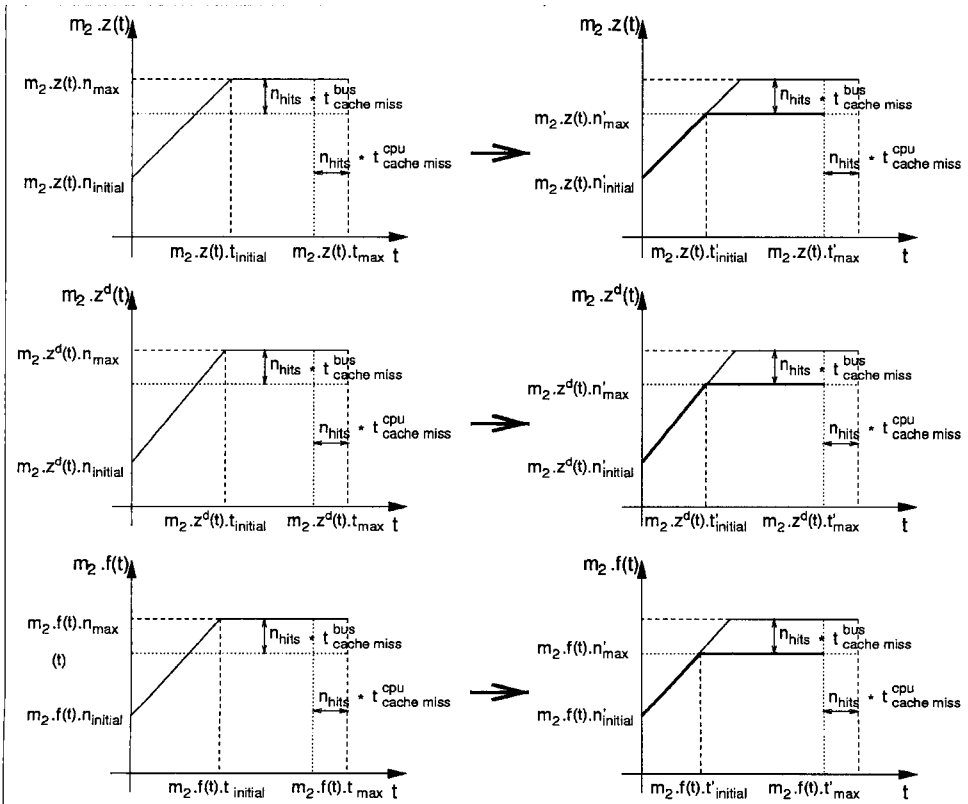 m2.z(t)
m2.z(t).nmax
nhits * t bus cache miss
nhits * t cpu cache miss
m2.z(t).ninitial
m2.z(t).tinitial m2.z(t).tmax t
m2.z(t)
nhits * t bus cache miss
m2.z(t).n'max
nhits * t cpu cache miss
m2.z(t).n'initial
m2.z(t).t'initial m2.z(t).t'max t
m2.zd(t)
m2.zd(t).nmax
nhits * t bus cache miss
nhits * t cpu cache miss
m2.zd(t).ninitial
m2.zd(t).tinitial m2.zd(t).tmax t
m2.zd(t)
nhits * t bus cache miss
m2.zd(t).n'max
nhits * t cpu cache miss
m2.zd(t).n'initial
m2.zd(t).t'initial m2.zd(t).t'max t
m2.f(t)
m2.f(t).nmax
nhits * t bus cache miss
(t)
nhits * t cpu cache miss
m2.f(t).ninitial
m2.f(t).t initial m2.f(t).t max t
m2.f(t)
nhits * t bus cache miss
m2.f(t).n'max
nhits * t cpu cache miss
m2.f(t).n'initial
m2.f(t).t'initial m2.f(t).t'max t